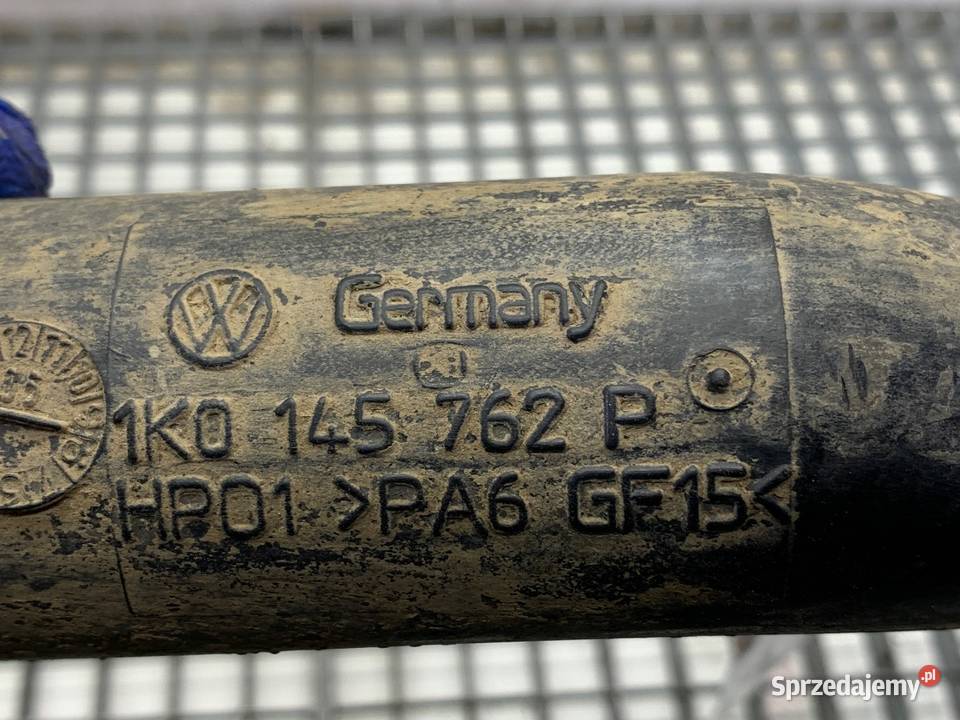 Germany
1K0 145 762 P
HP01 >PA6 GF15<
Sprzedajemy.pl